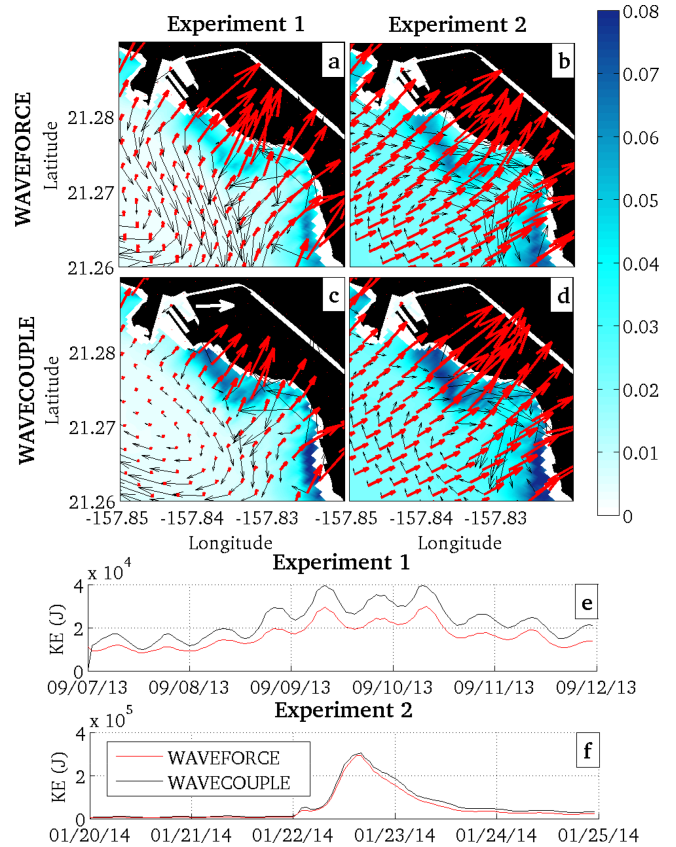 Experiment 1 Experiment 2
WAVEFORCE
Latitude
21.28
21.27
21.26
a
b
0.08
0.07
0.06
0.05
0.04
0.03
0.02
0.01
0
WAVECOUPLE
Latitude
21.28
21.27
21.26
c
d
-157.85 -157.84 -157.83 -157.85 -157.84 -157.83
Longitude Longitude
Experiment 1
x 10^4
KE (J)
4
2
0
e
09/07/13 09/08/13 09/09/13 09/10/13 09/11/13 09/12/13
Experiment 2
x 10^5
KE (J)
4
2
0
WAVEFORCE
WAVECOUPLE
f
01/20/14 01/21/14 01/22/14 01/23/14 01/24/14 01/25/14